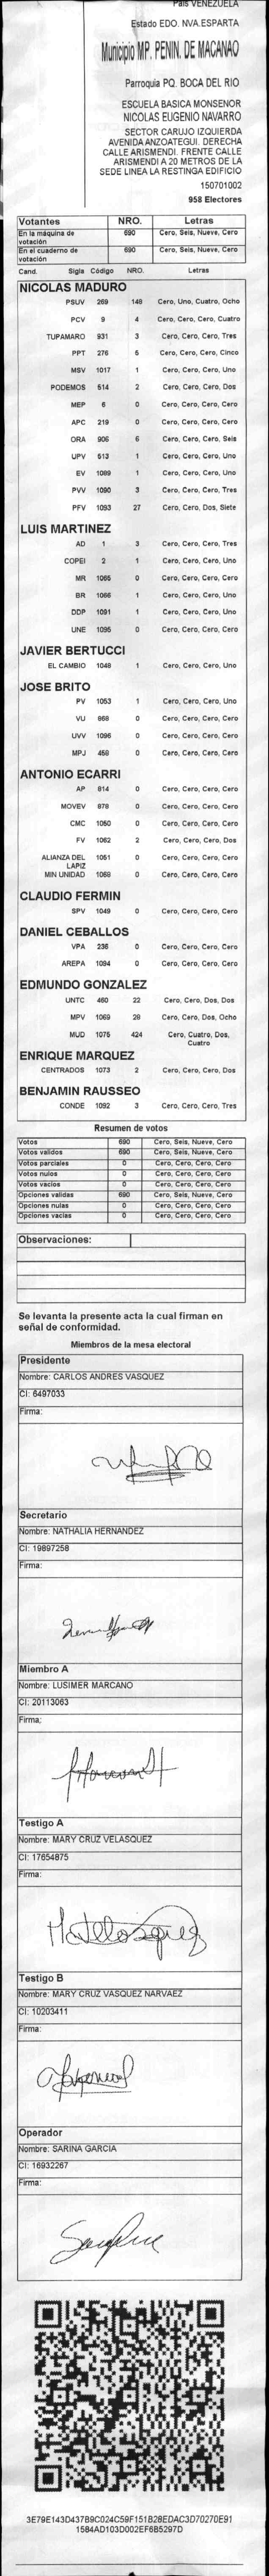 País VENEZUELA
Estado EDO. NVA.ESPARTA
Municipio MP. PENIN. DE MACANAO
Parroquia PQ. BOCA DEL RIO
ESCUELA BASICA MONSENOR
NICOLAS EUGENIO NAVARRO
SECTOR CARUJO IZQUIERDA
AVENIDA ANZOATEGUI. DERECHA
CALLE ARISMENDI. FRENTE CALLE
ARISMENDI A 20 METROS DE LA
SEDE LINEA LA RESTINGA EDIFICIO
150701002
958 Electores
Votantes NRO. Letras
En la máquina de votación 690 Cero, Seis, Nueve, Cero
En el cuaderno de votación 690 Cero, Seis, Nueve, Cero
Cand. Sigla Código NRO. Letras
NICOLAS MADURO
PSUV 269 148 Cero, Uno, Cuatro, Ocho
PCV 9 4 Cero, Cero, Cero, Cuatro
TUPAMARO 931 3 Cero, Cero, Cero, Tres
PPT 276 5 Cero, Cero, Cero, Cinco
MSV 1017 1 Cero, Cero, Cero, Uno
PODEMOS 514 2 Cero, Cero, Cero, Dos
MEP 6 0 Cero, Cero, Cero, Cero
APC 219 0 Cero, Cero, Cero, Cero
ORA 906 6 Cero, Cero, Cero, Seis
UPV 513 1 Cero, Cero, Cero, Uno
EV 1089 1 Cero, Cero, Cero, Uno
PVV 1090 3 Cero, Cero, Cero, Tres
PFV 1093 27 Cero, Cero, Dos, Siete
LUIS MARTINEZ
AD 1 3 Cero, Cero, Cero, Tres
COPEI 2 1 Cero, Cero, Cero, Uno
MR 1065 0 Cero, Cero, Cero, Cero
BR 1066 1 Cero, Cero, Cero, Uno
DDP 1091 1 Cero, Cero, Cero, Uno
UNE 1095 0 Cero, Cero, Cero, Cero
JAVIER BERTUCCI
EL CAMBIO 1048 1 Cero, Cero, Cero, Uno
JOSE BRITO
PV 1053 1 Cero, Cero, Cero, Uno
VU 868 0 Cero, Cero, Cero, Cero
UVV 1096 0 Cero, Cero, Cero, Cero
MPJ 458 0 Cero, Cero, Cero, Cero
ANTONIO ECARRI
AP 814 0 Cero, Cero, Cero, Cero
MOVEV 878 0 Cero, Cero, Cero, Cero
CMC 1050 0 Cero, Cero, Cero, Cero
FV 1062 2 Cero, Cero, Cero, Dos
ALIANZA DEL LAPIZ 1051 0 Cero, Cero, Cero, Cero
MIN UNIDAD 1068 0 Cero, Cero, Cero, Cero
CLAUDIO FERMIN
SPV 1049 0 Cero, Cero, Cero, Cero
DANIEL CEBALLOS
VPA 236 0 Cero, Cero, Cero, Cero
AREPA 1094 0 Cero, Cero, Cero, Cero
EDMUNDO GONZALEZ
UNTC 460 22 Cero, Cero, Dos, Dos
MPV 1069 28 Cero, Cero, Dos, Ocho
MUD 1075 424 Cero, Cuatro, Dos,
Cuatro
ENRIQUE MARQUEZ
CENTRADOS 1073 2 Cero, Cero, Cero, Dos
BENJAMIN RAUSSEO
CONDE 1092 3 Cero, Cero, Cero, Tres
Resumen de votos
Votos 690 Cero, Seis, Nueve, Cero
Votos validos 690 Cero, Seis, Nueve, Cero
Votos parciales 0 Cero, Cero, Cero, Cero
Votos nulos 0 Cero, Cero, Cero, Cero
Votos vacios 0 Cero, Cero, Cero, Cero
Opciones validas 690 Cero, Seis, Nueve, Cero
Opciones nulas 0 Cero, Cero, Cero, Cero
Opciones vacias 0 Cero, Cero, Cero, Cero
Observaciones:
Se levanta la presente acta la cual firman en
señal de conformidad.
Miembros de la mesa electoral
Presidente
Nombre: CARLOS ANDRES VASQUEZ
CI: 6497033
Firma:
Secretario
Nombre: NATHALIA HERNANDEZ
CI: 19897258
Firma:
Miembro A
Nombre: LUSIMER MARCANO
CI: 20113063
Firma:
Testigo A
Nombre: MARY CRUZ VELASQUEZ
CI: 17654875
Firma:
Testigo B
Nombre: MARY CRUZ VASQUEZ NARVAEZ
CI: 10203411
Firma:
Operador
Nombre: SARINA GARCIA
CI: 16932267
Firma:
3E79E143D437B9C024C59F151B28EDAC3D70270E91
1584AD103D002EF6B5297D